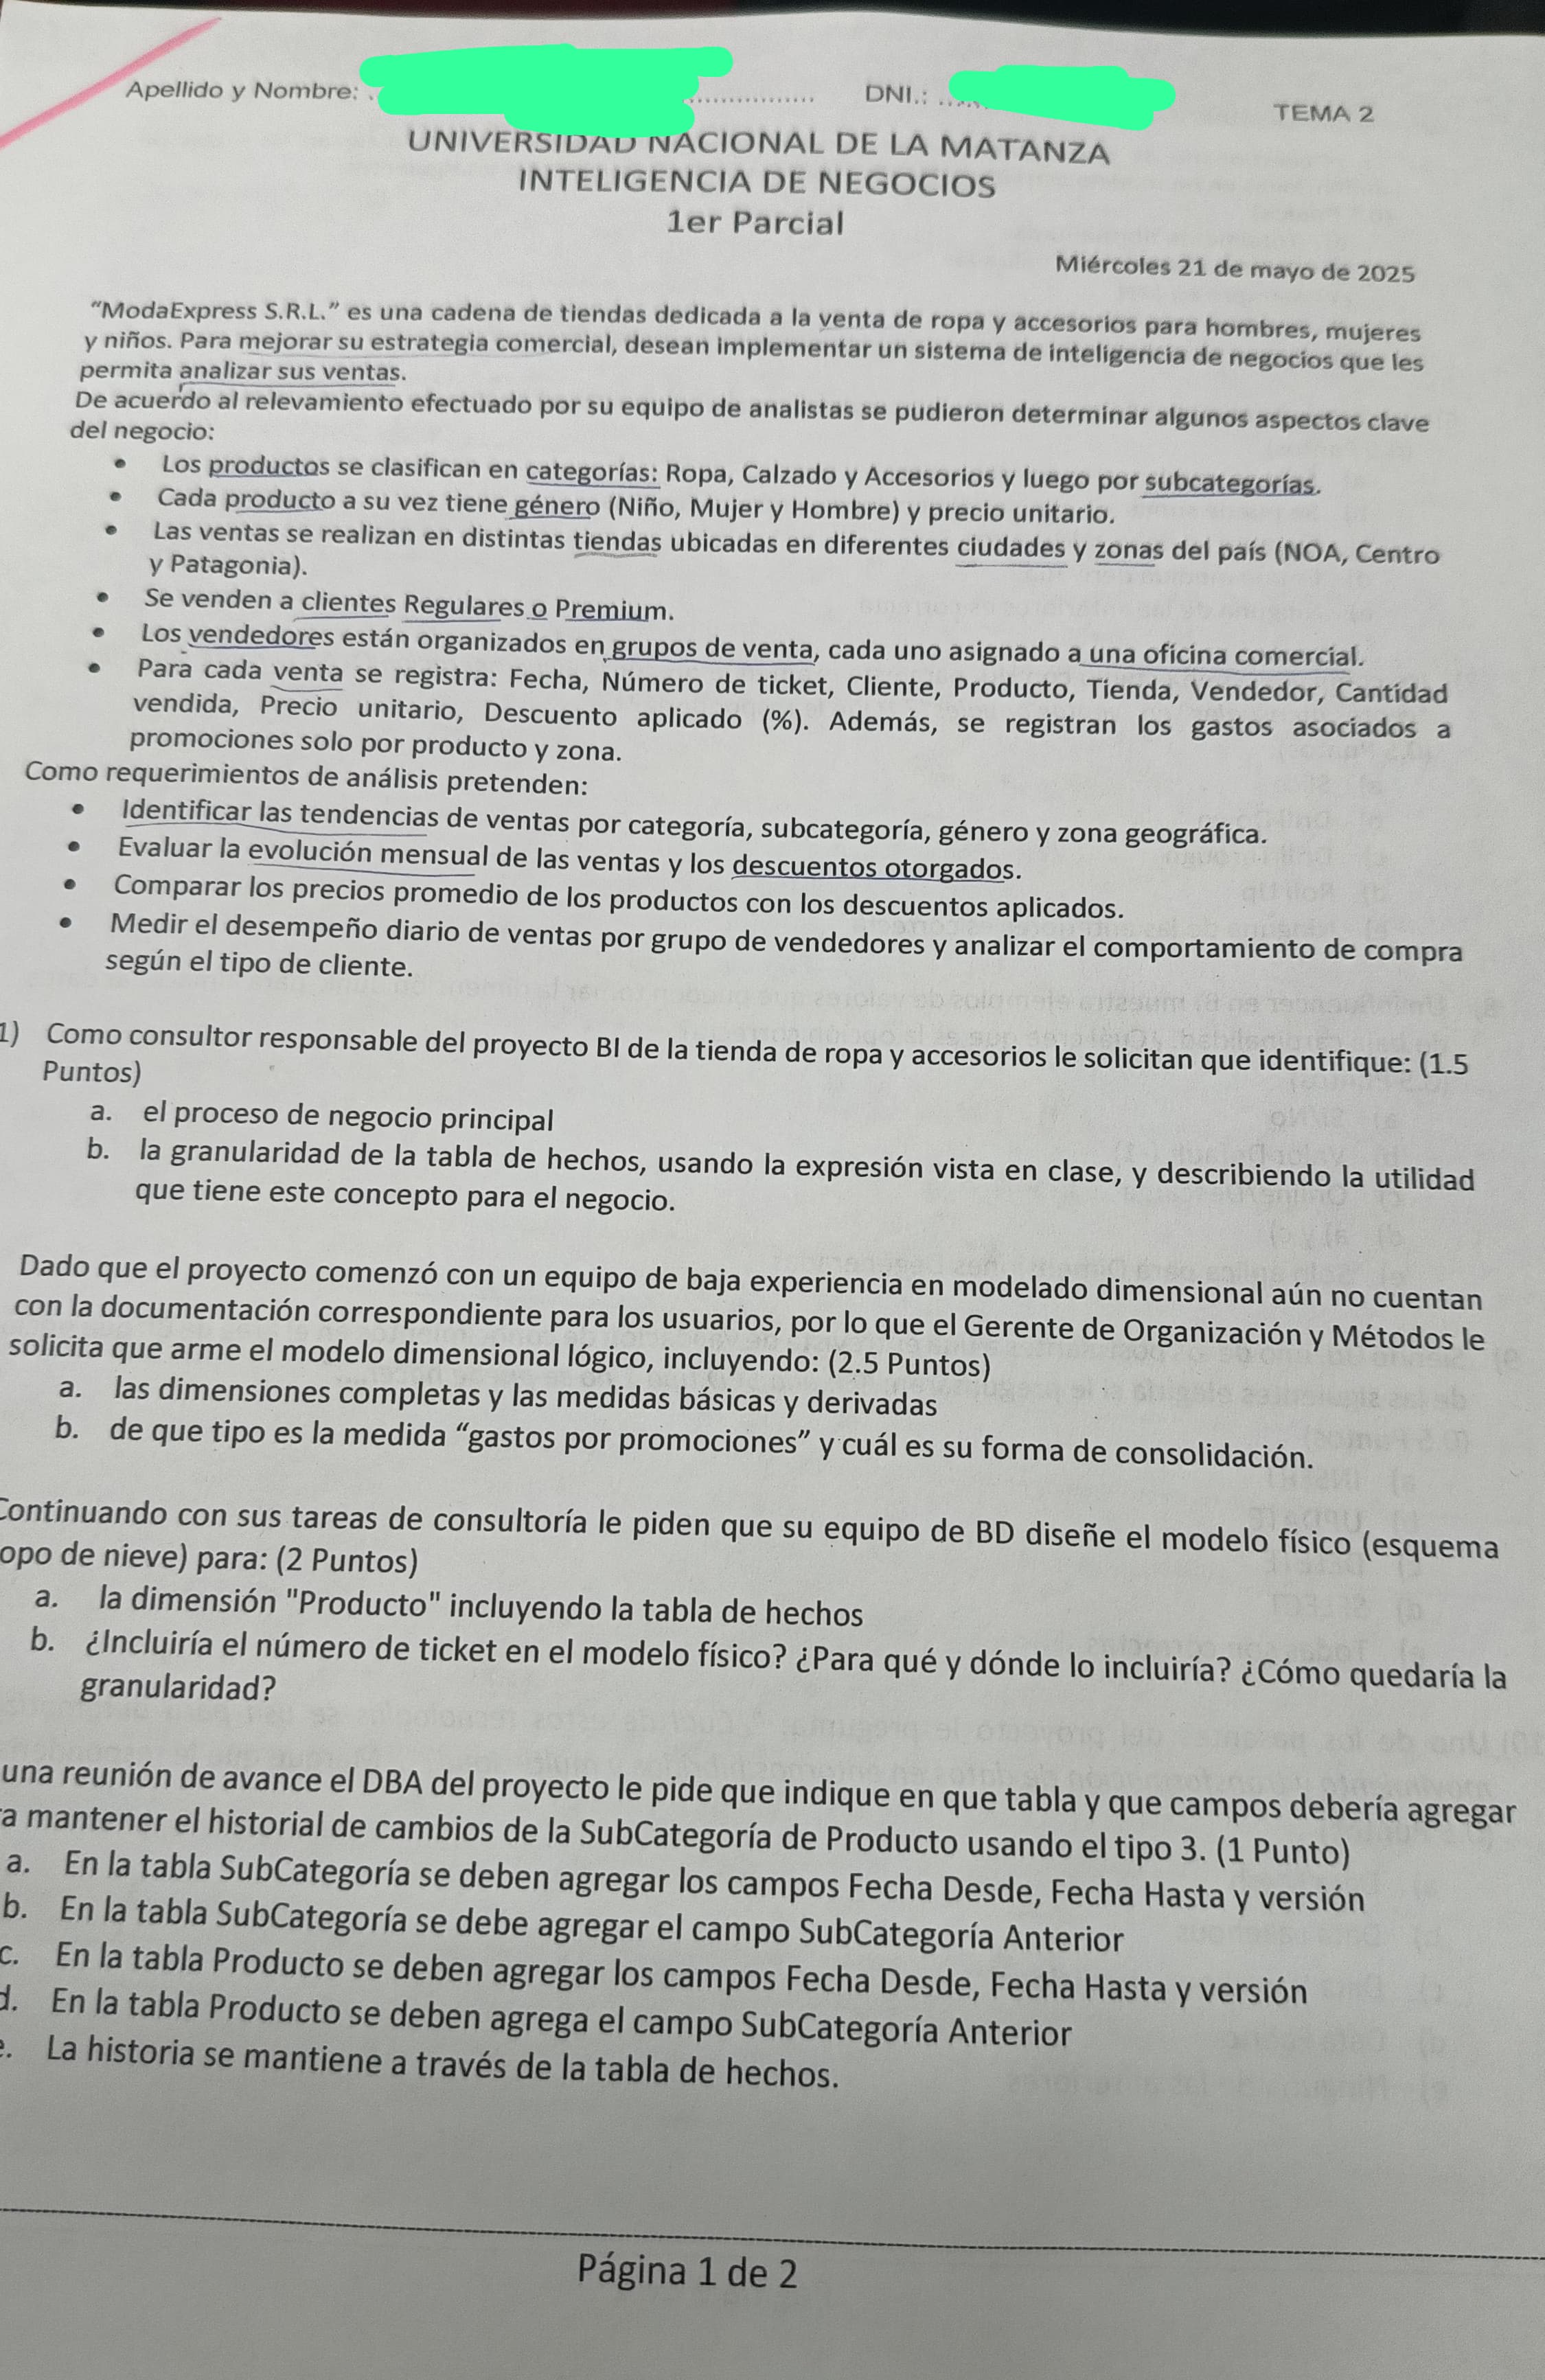 Apellido y Nombre: . .................. DNI.: ...... TEMA 2
UNIVERSIDAD NACIONAL DE LA MATANZA
INTELIGENCIA DE NEGOCIOS
1er Parcial
Miércoles 21 de mayo de 2025
“ModaExpress S.R.L.” es una cadena de tiendas dedicada a la venta de ropa y accesorios para hombres, mujeres
y niños. Para mejorar su estrategia comercial, desean implementar un sistema de inteligencia de negocios que les
permita analizar sus ventas.
De acuerdo al relevamiento efectuado por su equipo de analistas se pudieron determinar algunos aspectos clave
del negocio:
• Los productos se clasifican en categorías: Ropa, Calzado y Accesorios y luego por subcategorías.
• Cada producto a su vez tiene género (Niño, Mujer y Hombre) y precio unitario.
• Las ventas se realizan en distintas tiendas ubicadas en diferentes ciudades y zonas del país (NOA, Centro
y Patagonia).
• Se venden a clientes Regulares o Premium.
• Los vendedores están organizados en grupos de venta, cada uno asignado a una oficina comercial.
• Para cada venta se registra: Fecha, Número de ticket, Cliente, Producto, Tienda, Vendedor, Cantidad
vendida, Precio unitario, Descuento aplicado (%). Además, se registran los gastos asociados a
promociones solo por producto y zona.
Como requerimientos de análisis pretenden:
• Identificar las tendencias de ventas por categoría, subcategoría, género y zona geográfica.
• Evaluar la evolución mensual de las ventas y los descuentos otorgados.
• Comparar los precios promedio de los productos con los descuentos aplicados.
• Medir el desempeño diario de ventas por grupo de vendedores y analizar el comportamiento de compra
según el tipo de cliente.
1) Como consultor responsable del proyecto BI de la tienda de ropa y accesorios le solicitan que identifique: (1.5
Puntos)
a. el proceso de negocio principal
b. la granularidad de la tabla de hechos, usando la expresión vista en clase, y describiendo la utilidad
que tiene este concepto para el negocio.
Dado que el proyecto comenzó con un equipo de baja experiencia en modelado dimensional aún no cuentan
con la documentación correspondiente para los usuarios, por lo que el Gerente de Organización y Métodos le
solicita que arme el modelo dimensional lógico, incluyendo: (2.5 Puntos)
a. las dimensiones completas y las medidas básicas y derivadas
b. de que tipo es la medida “gastos por promociones” y cuál es su forma de consolidación.
Continuando con sus tareas de consultoría le piden que su equipo de BD diseñe el modelo físico (esquema
opo de nieve) para: (2 Puntos)
a. la dimensión "Producto" incluyendo la tabla de hechos
b. ¿Incluiría el número de ticket en el modelo físico? ¿Para qué y dónde lo incluiría? ¿Cómo quedaría la
granularidad?
una reunión de avance el DBA del proyecto le pide que indique en que tabla y que campos debería agregar
ra mantener el historial de cambios de la SubCategoría de Producto usando el tipo 3. (1 Punto)
a. En la tabla SubCategoría se deben agregar los campos Fecha Desde, Fecha Hasta y versión
b. En la tabla SubCategoría se debe agregar el campo SubCategoría Anterior
c. En la tabla Producto se deben agregar los campos Fecha Desde, Fecha Hasta y versión
d. En la tabla Producto se deben agrega el campo SubCategoría Anterior
e. La historia se mantiene a través de la tabla de hechos.
Página 1 de 2